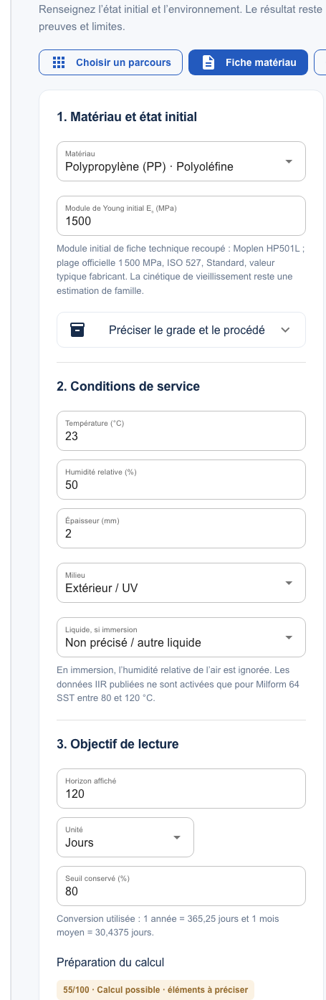 Renseignez l’état initial et l’environnement. Le résultat reste
preuves et limites.
Choisir un parcours
Fiche matériau
1. Matériau et état initial
Matériau
Polypropylène (PP) · Polyoléfine
Module de Young initial E₀ (MPa)
1500
Module initial de fiche technique recoupé : Moplen HP501L ;
plage officielle 1 500 MPa, ISO 527, Standard, valeur
typique fabricant. La cinétique de vieillissement reste une
estimation de famille.
Préciser le grade et le procédé
2. Conditions de service
Température (°C)
23
Humidité relative (%)
50
Épaisseur (mm)
2
Milieu
Extérieur / UV
Liquide, si immersion
Non précisé / autre liquide
En immersion, l’humidité relative de l’air est ignorée. Les
données IIR publiées ne sont activées que pour Milform 64
SST entre 80 et 120 °C.
3. Objectif de lecture
Horizon affiché
120
Unité
Jours
Seuil conservé (%)
80
Conversion utilisée : 1 année = 365,25 jours et 1 mois
moyen = 30,4375 jours.
Préparation du calcul
55/100 · Calcul possible · éléments à préciser